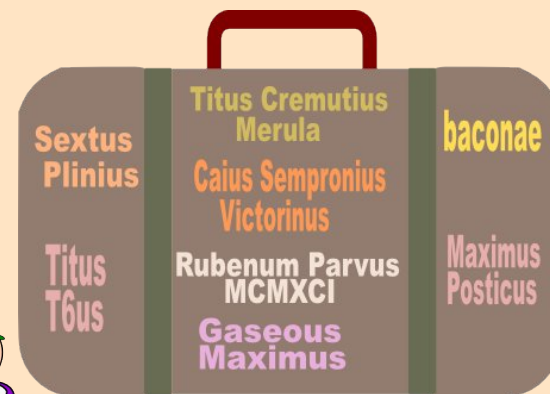 Sextus
Plinius
Titus
T6us
Titus Cremutius
Merula
Caius Sempronius
Victorinus
Rubenum Parvus
MCMXCI
Gaseous
Maximus
baconae
Maximus
Posticus